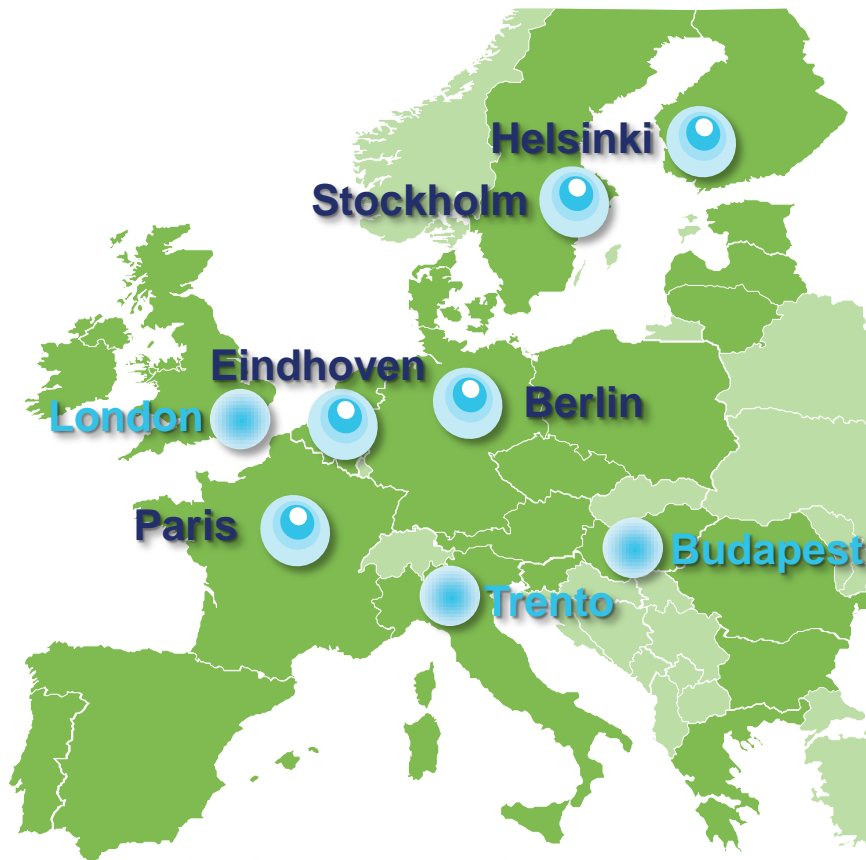 Helsinki
Stockholm
Eindhoven
London
Berlin
Paris
Budapest
Trento